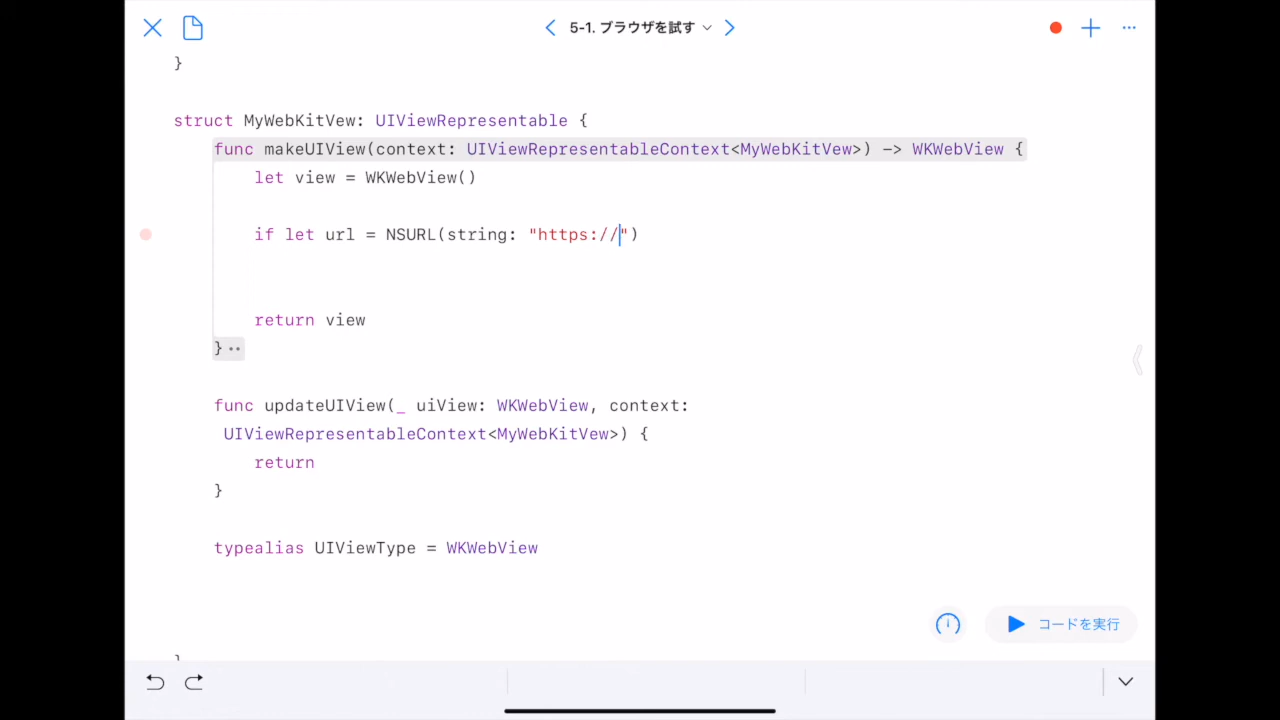 5-1. ブラウザを試す
}
struct MyWebKitVew: UIViewRepresentable {
func makeUIView(context: UIViewRepresentableContext<MyWebKitVew>) -> WKWebView {
let view = WKWebView()
if let url = NSURL(string: "https://")
return view
}
func updateUIView(_ uiView: WKWebView, context:
UIViewRepresentableContext<MyWebKitVew>) {
return
}
typealias UIViewType = WKWebView
コードを実行
}